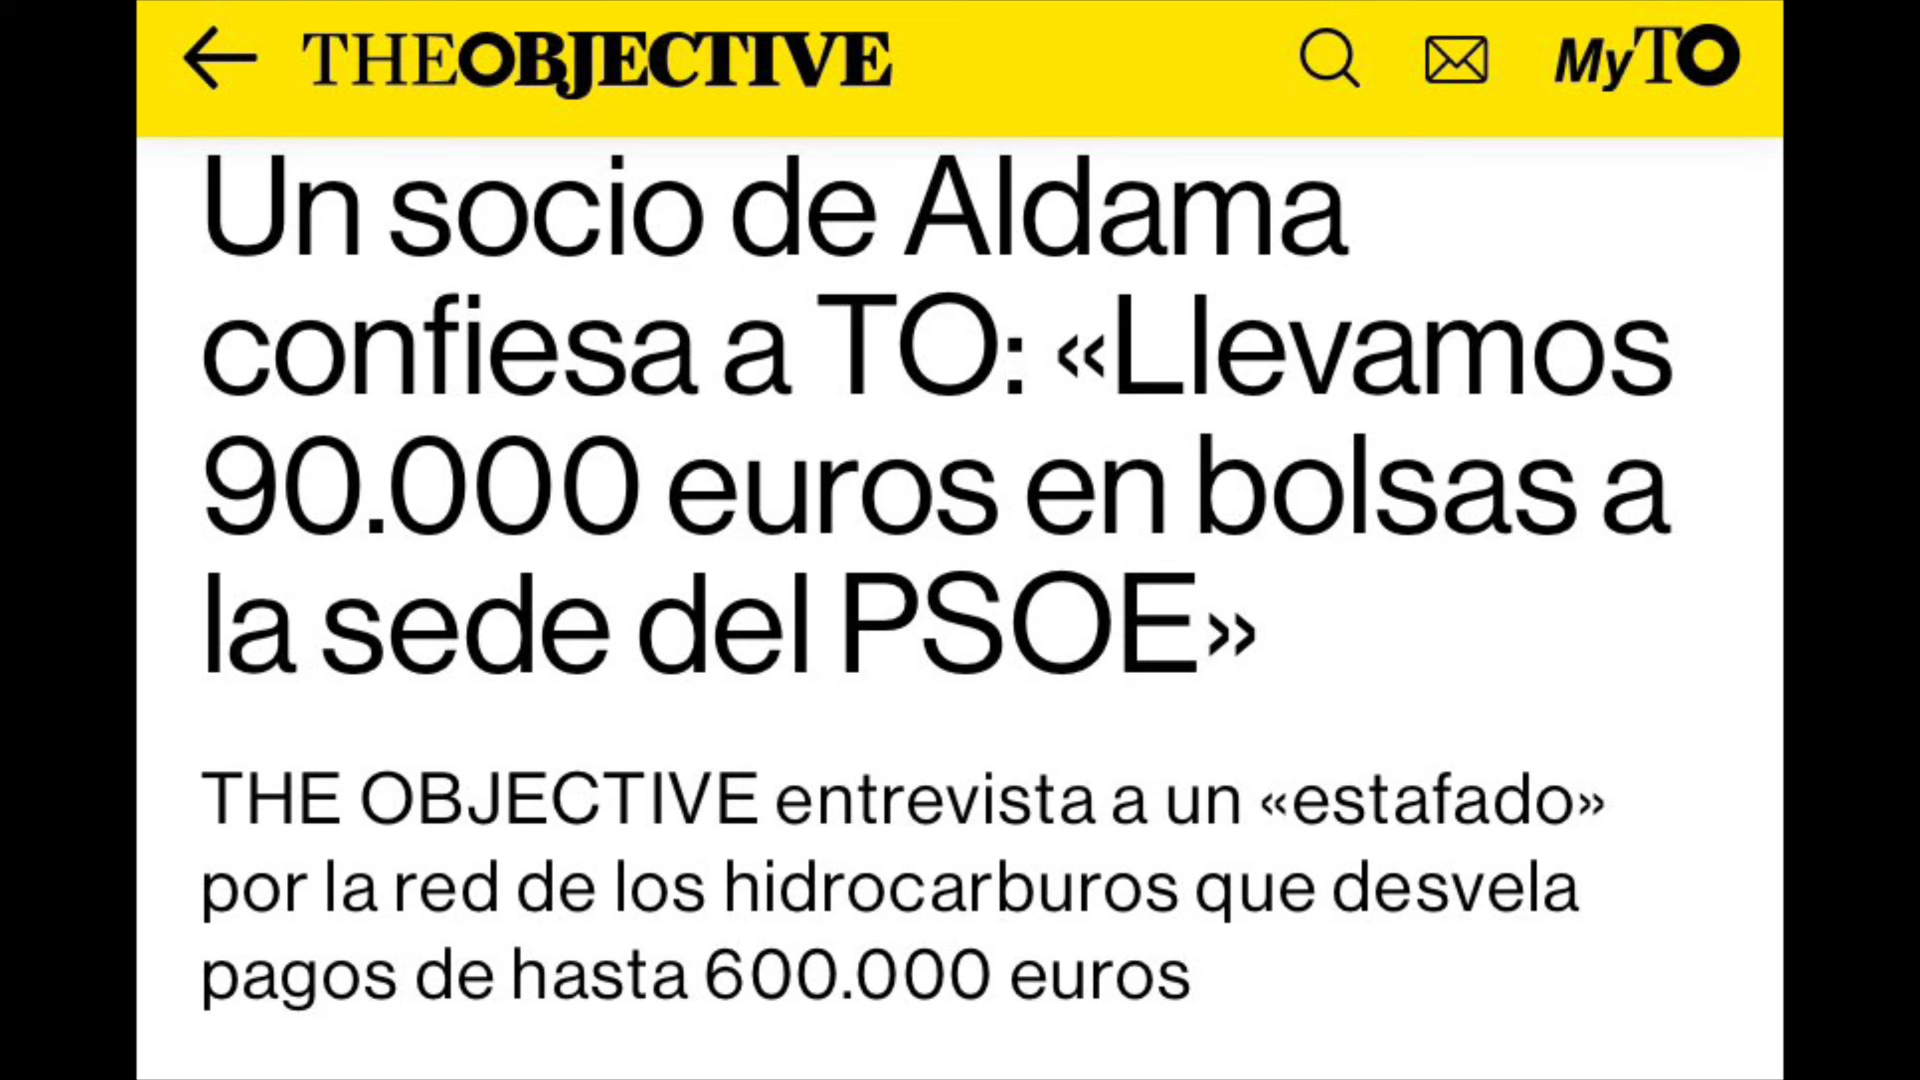 THEOBJECTIVE
MyTO
Un socio de Aldama
confiesa a TO: «Llevamos
90.000 euros en bolsas a
la sede del PSOE»
THE OBJECTIVE entrevista a un «estafado»
por la red de los hidrocarburos que desvela
pagos de hasta 600.000 euros